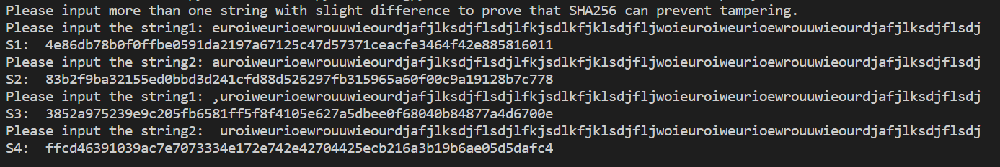 Please input more than one string with slight difference to prove that SHA256 can prevent tampering.
Please input the string1: euroiweurioewrouuwieourdjafjlksdjflsdjlfkjsdlkfjklsdjfljwoieuroiweurioewrouuwieourdjafjlksdjflsdj
S1:  4e86db78b0f0ffbe0591da2197a67125c47d57371ceacfe3464f42e885816011
Please input the string2: auroiweurioewrouuwieourdjafjlksdjflsdjlfkjsdlkfjklsdjfljwoieuroiweurioewrouuwieourdjafjlksdjflsdj
S2:  83b2f9ba32155ed0bbd3d241cfd88d526297fb315965a60f00c9a19128b7c778
Please input the string1: ,uroiweurioewrouuwieourdjafjlksdjflsdjlfkjsdlkfjklsdjfljwoieuroiweurioewrouuwieourdjafjlksdjflsdj
S3:  3852a975239e9c205fb6581ff5f8f4105e627a5dbee0f68040b84877a4d6700e
Please input the string2:  uroiweurioewrouuwieourdjafjlksdjflsdjlfkjsdlkfjklsdjfljwoieuroiweurioewrouuwieourdjafjlksdjflsdj
S4:  ffcd46391039ac7e7073334e172e742e42704425ecb216a3b19b6ae05d5dafc4